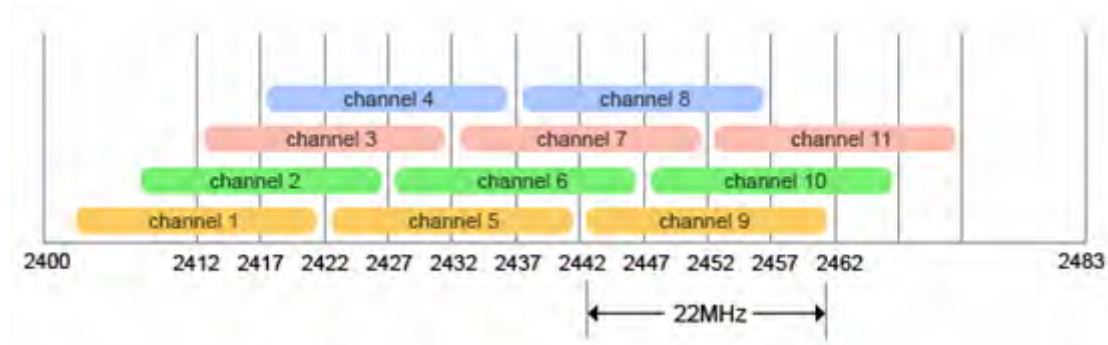 channel 4 channel 8
channel 3 channel 7 channel 11
channel 2 channel 6 channel 10
channel 1 channel 5 channel 9
2400 2412 2417 2422 2427 2432 2437 2442 2447 2452 2457 2462 2483
22MHz